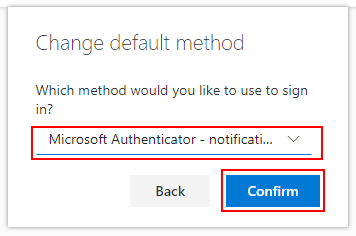 Change default method
Which method would you like to use to sign
in?
Microsoft Authenticator - notificati...
Back
Confirm